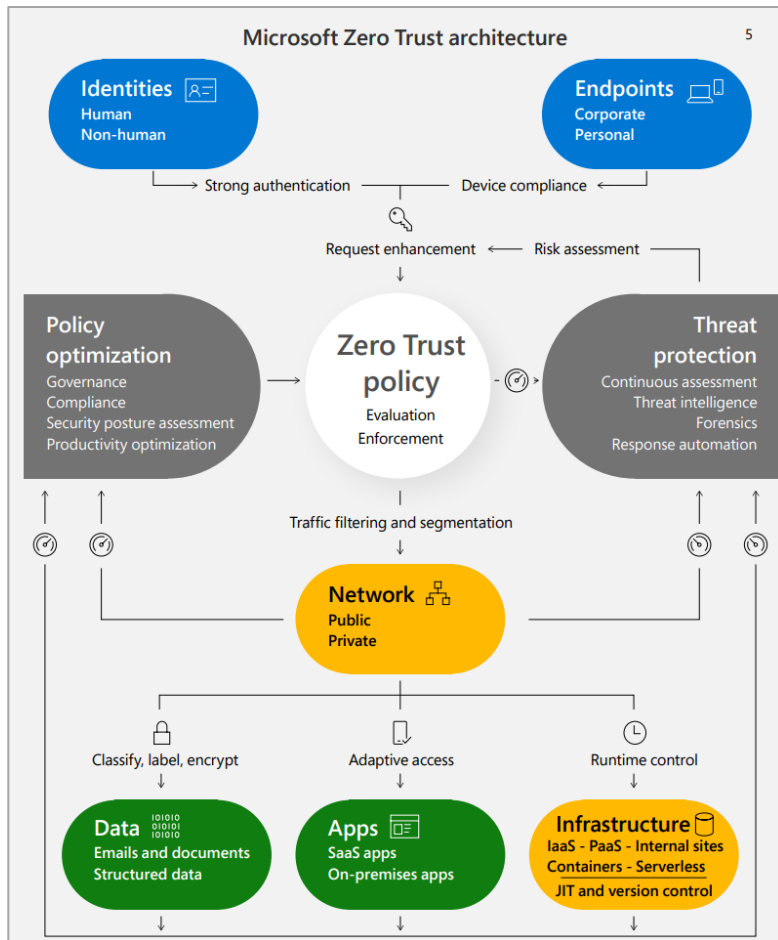 Microsoft Zero Trust architecture
5
Identities
Human
Non-human
Endpoints
Corporate
Personal
Strong authentication
Device compliance
Request enhancement
Risk assessment
Policy
optimization
Governance
Compliance
Security posture assessment
Productivity optimization
Zero Trust
policy
Evaluation
Enforcement
Threat
protection
Continuous assessment
Threat intelligence
Forensics
Response automation
Traffic filtering and segmentation
Network
Public
Private
Classify, label, encrypt
Adaptive access
Runtime control
Data
IOIOIO
OIOIOI
IOIOIO
Emails and documents
Structured data
Apps
SaaS apps
On-premises apps
Infrastructure
IaaS - PaaS - Internal sites
Containers - Serverless
JIT and version control